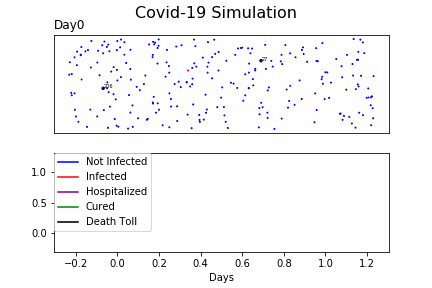 Covid-19 Simulation
Day0
1.0
0.5
0.0
Not Infected
Infected
Hospitalized
Cured
Death Toll
−0.2 0.0 0.2 0.4 0.6 0.8 1.0 1.2
Days